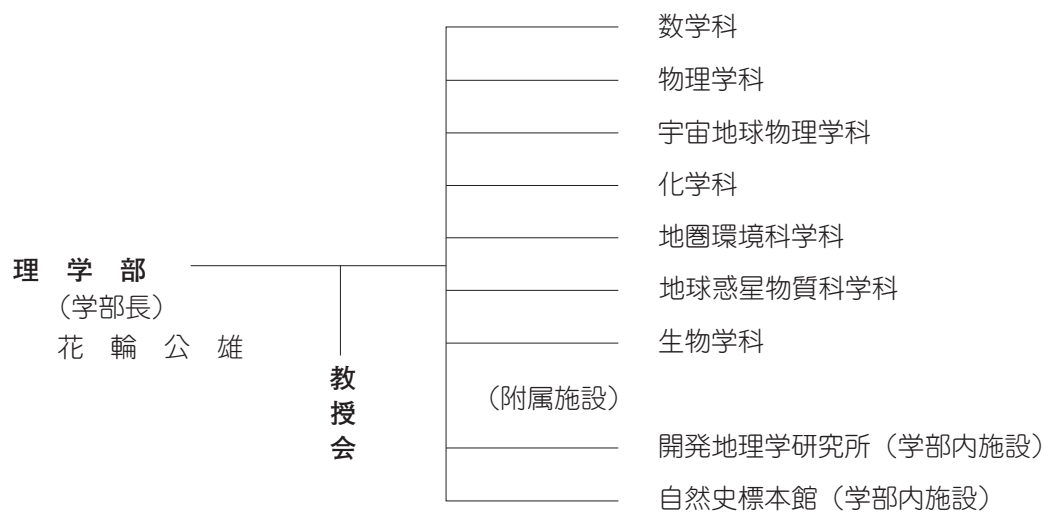 数学科
物理学科
宇宙地球物理学科
化学科
地圏環境科学科
地球惑星物質科学科
生物学科
理 学 部
（学部長）
花 輪 公 雄
教授会
（附属施設）
開発地理学研究所（学部内施設）
自然史標本館（学部内施設）